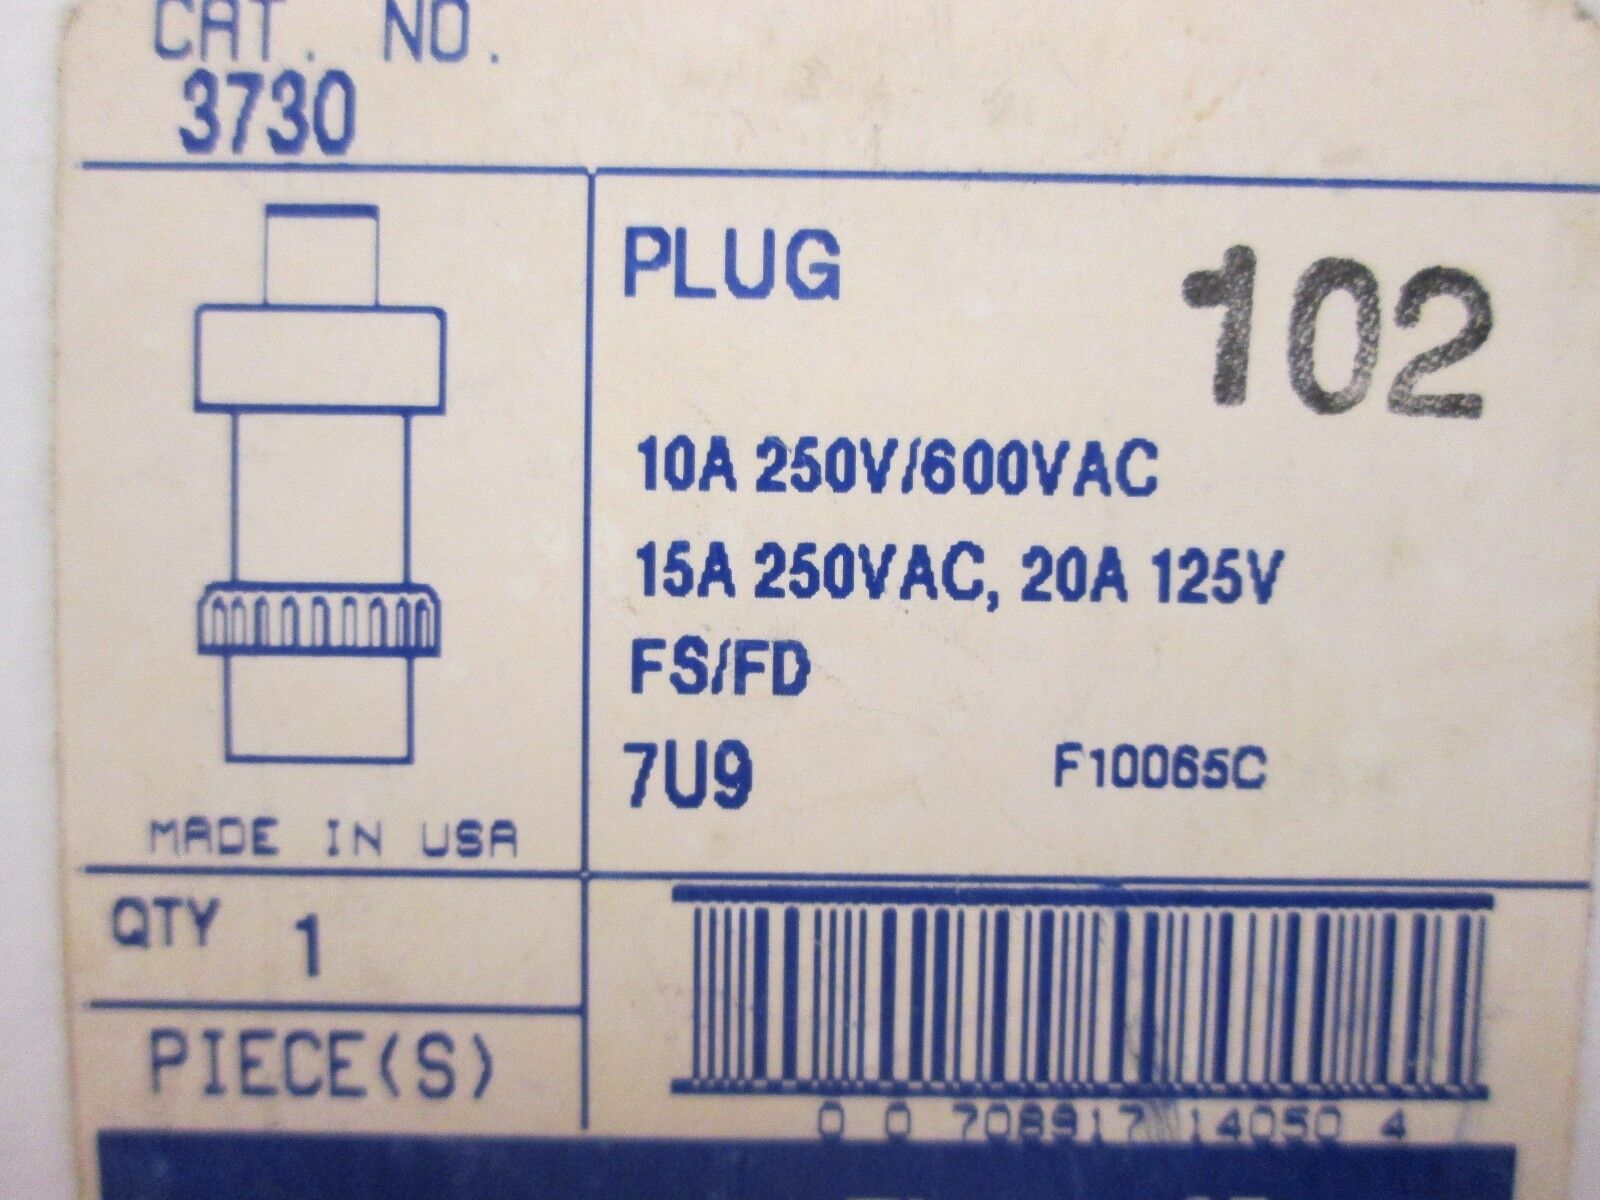 CAT. NO.
3730
PLUG
102
10A 250V/600VAC
15A 250VAC, 20A 125V
FS/FD
7U9
F10065C
MADE IN USA
QTY 1
PIECE(S)
0 0 708917 14050 4